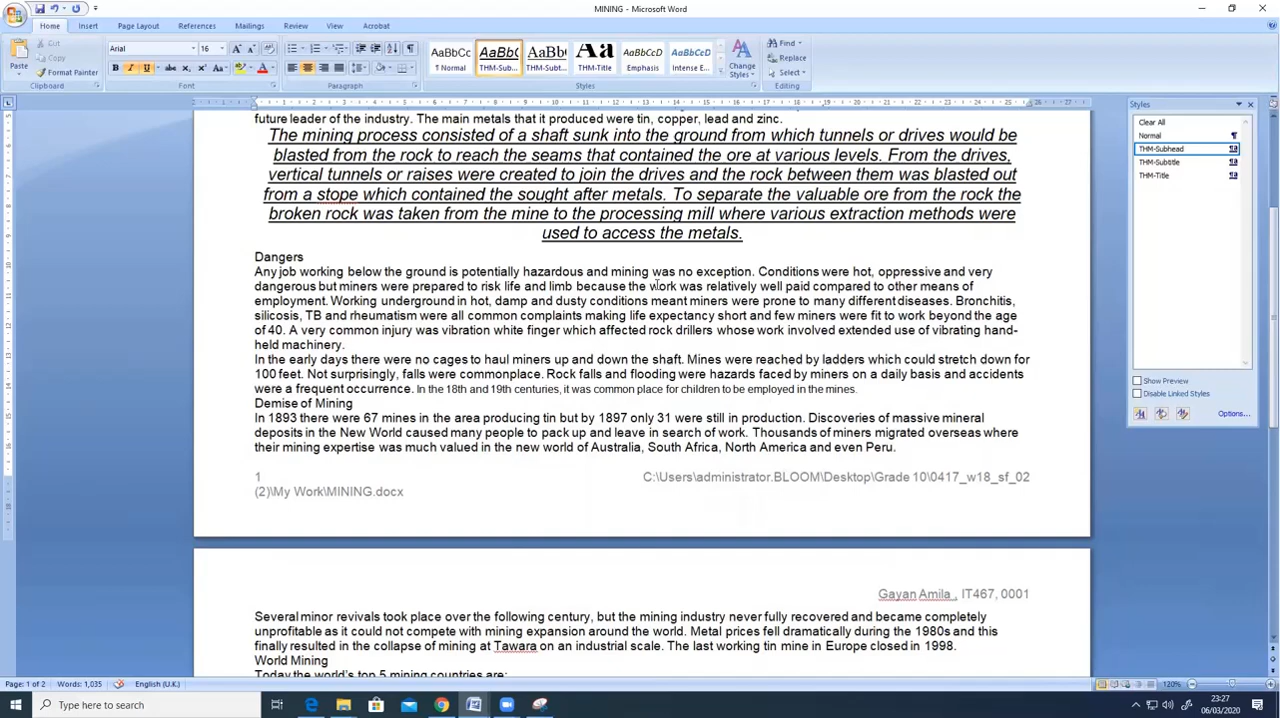 MINING - Microsoft Word
Home Insert Page Layout References Mailings Review View Acrobat
Paste
Cut
Copy
Format Painter
Clipboard
Arial
16
Font
Paragraph
AaBbCc
¶ Normal
AaBbC
THM-Sub...
AaBbC
THM-Subt...
AaB
THM-Title
AaBbCcD
Emphasis
AaBbCcD
Intense E...
Change
Styles
Styles
Find
Replace
Select
Editing
future leader of the industry. The main metals that it produced were tin, copper, lead and zinc.
The mining process consisted of a shaft sunk into the ground from which tunnels or drives would be
blasted from the rock to reach the seams that contained the ore at various levels. From the drives,
vertical tunnels or raises were created to join the drives and the rock between them was blasted out
from a stope which contained the sought after metals. To separate the valuable ore from the rock the
broken rock was taken from the mine to the processing mill where various extraction methods were
used to access the metals.
Dangers
Any job working below the ground is potentially hazardous and mining was no exception. Conditions were hot, oppressive and very
dangerous but miners were prepared to risk life and limb because the work was relatively well paid compared to other means of
employment. Working underground in hot, damp and dusty conditions meant miners were prone to many different diseases. Bronchitis,
silicosis, TB and rheumatism were all common complaints making life expectancy short and few miners were fit to work beyond the age
of 40. A very common injury was vibration white finger which affected rock drillers whose work involved extended use of vibrating hand-
held machinery.
In the early days there were no cages to haul miners up and down the shaft. Mines were reached by ladders which could stretch down for
100 feet. Not surprisingly, falls were commonplace. Rock falls and flooding were hazards faced by miners on a daily basis and accidents
were a frequent occurrence. In the 18th and 19th centuries, it was common place for children to be employed in the mines.
Demise of Mining
In 1893 there were 67 mines in the area producing tin but by 1897 only 31 were still in production. Discoveries of massive mineral
deposits in the New World caused many people to pack up and leave in search of work. Thousands of miners migrated overseas where
their mining expertise was much valued in the new world of Australia, South Africa, North America and even Peru.
1 C:\Users\administrator.BLOOM\Desktop\Grade 10\0417_w18_sf_02
(2)\My Work\MINING.docx
Gayan Amila , IT467, 0001
Several minor revivals took place over the following century, but the mining industry never fully recovered and became completely
unprofitable as it could not compete with mining expansion around the world. Metal prices fell dramatically during the 1980s and this
finally resulted in the collapse of mining at Tawara on an industrial scale. The last working tin mine in Europe closed in 1998.
World Mining
Today the world's top 5 mining countries are:
Styles
Clear All
Normal
THM-Subhead
THM-Subtitle
THM-Title
Show Preview
Disable Linked Styles
Options...
Page: 1 of 2 Words: 1,035 English (U.K.) 120%
Type here to search
23:27
06/03/2020